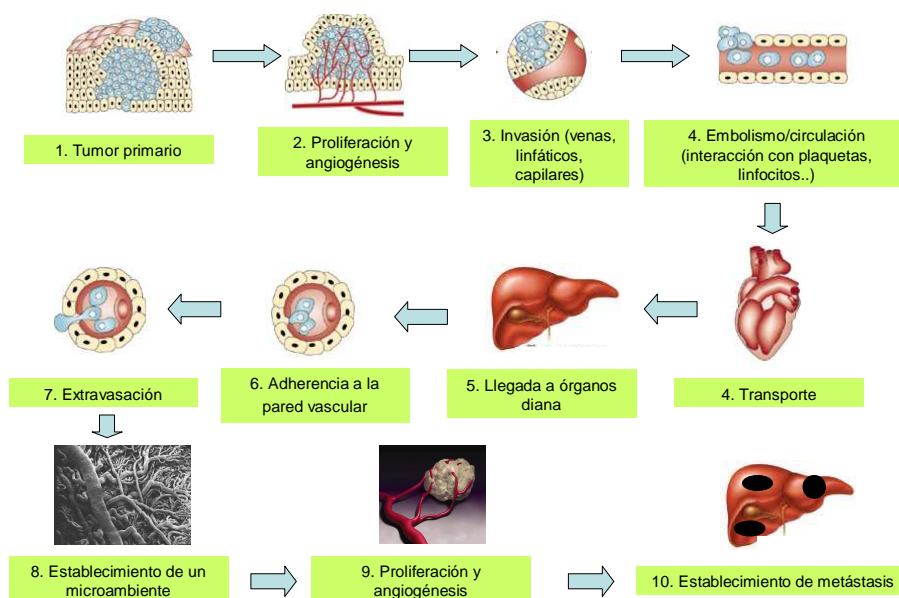 1. Tumor primario
2. Proliferación y
angiogénesis
3. Invasión (venas,
linfáticos,
capilares)
4. Embolismo/circulación
(interacción con plaquetas,
linfocitos..)
7. Extravasación
6. Adherencia a la
pared vascular
5. Llegada a órganos
diana
4. Transporte
8. Establecimiento de un
microambiente
9. Proliferación y
angiogénesis
10. Establecimiento de metástasis